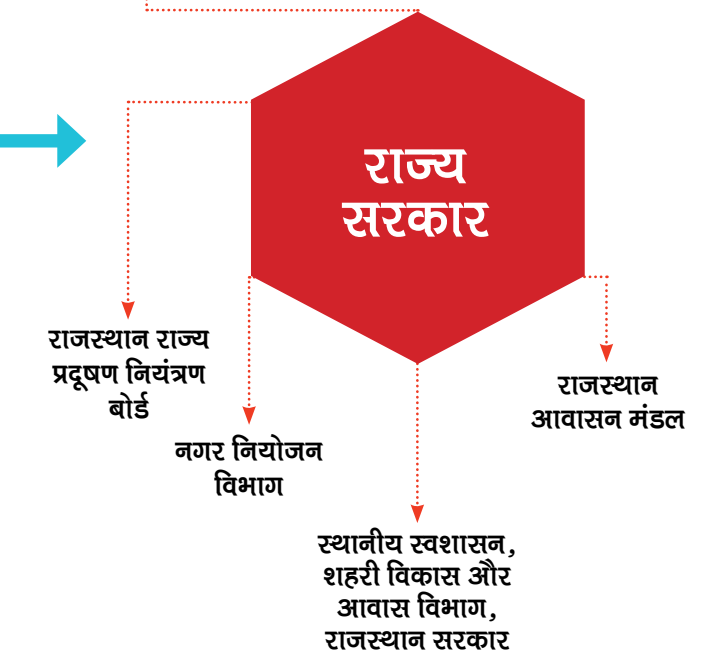 राज्य
सरकार
राजस्थान राज्य
प्रदूषण नियंत्रण
बोर्ड
नगर नियोजन
विभाग
स्थानीय स्वशासन,
शहरी विकास और
आवास विभाग,
राजस्थान सरकार
राजस्थान
आवासन मंडल